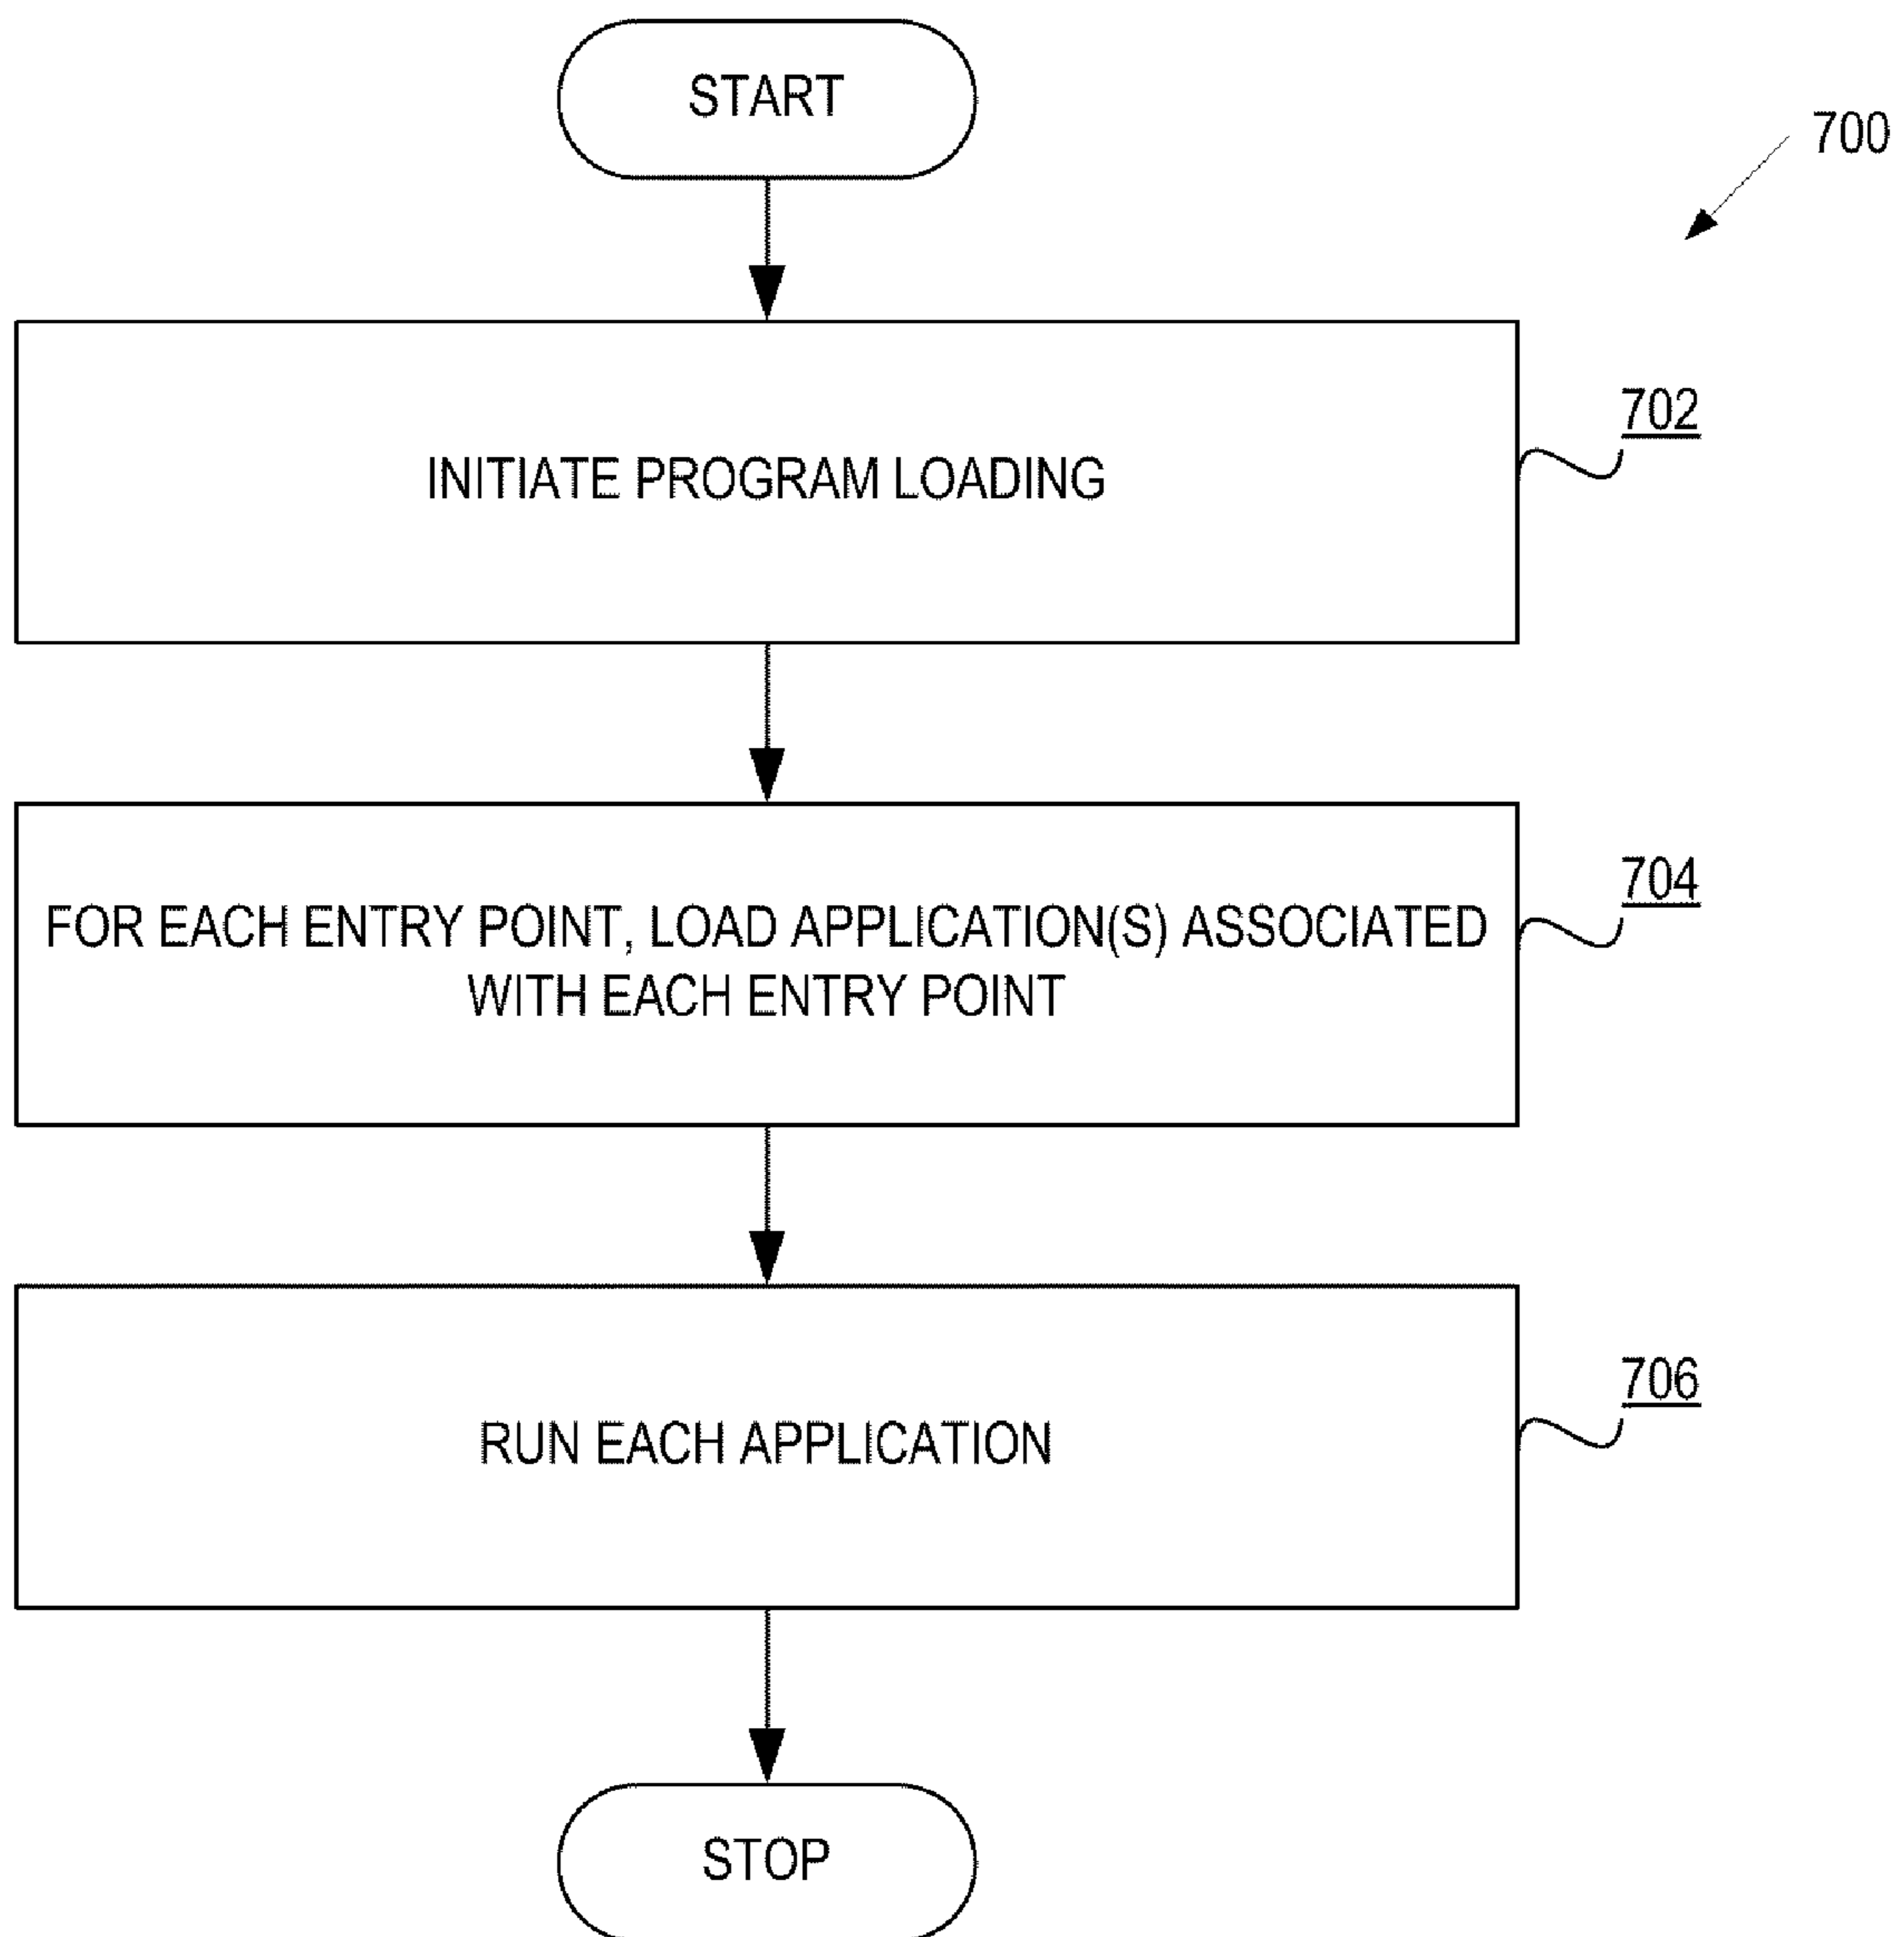 START
700
702
INITIATE PROGRAM LOADING
704
FOR EACH ENTRY POINT, LOAD APPLICATION(S) ASSOCIATED
WITH EACH ENTRY POINT
706
RUN EACH APPLICATION
STOP